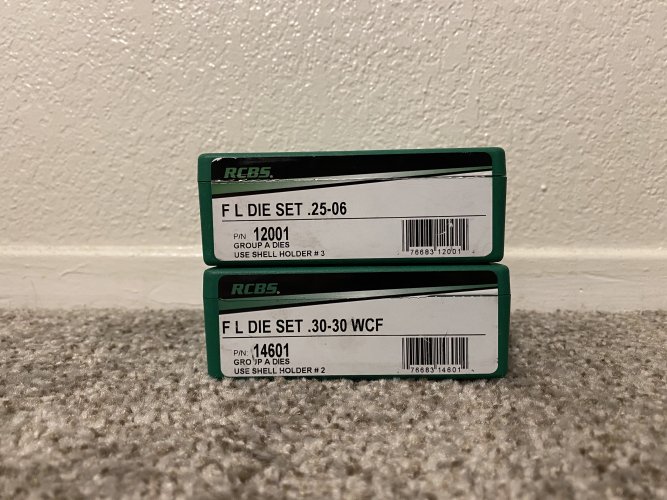 RCBS.
F L DIE SET .25-06
P/N 12001
GROUP A DIES
USE SHELL HOLDER # 3
76683 12001
RCBS.
F L DIE SET .30-30 WCF
P/N: 14601
GROUP A DIES
USE SHELL HOLDER # 2
76683 14601